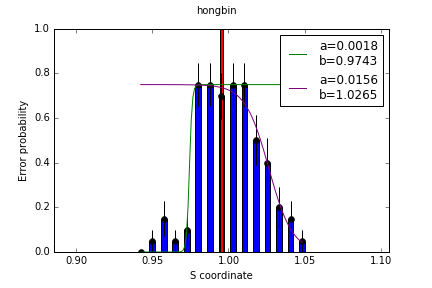 hongbin
1.0
0.8
0.6
0.4
0.2
0.0
Error probability
a=0.0018
b=0.9743
a=0.0156
b=1.0265
0.90 0.95 1.00 1.05 1.10
S coordinate